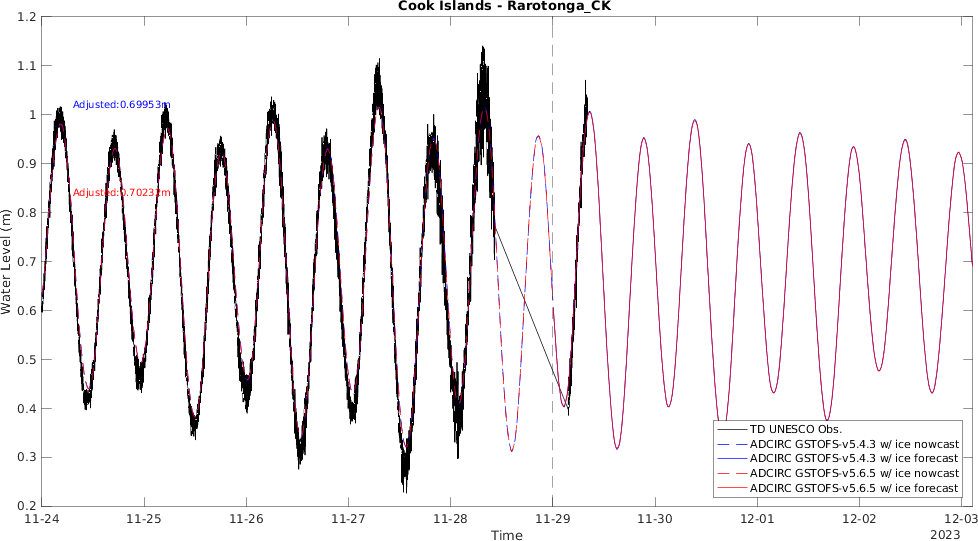 Cook Islands - Rarotonga_CK
1.2
1.1
1
0.9
0.8
0.7
0.6
0.5
0.4
0.3
0.2
Water Level (m)
Adjusted:0.69953m
Adjusted:0.70232m
TD UNESCO Obs.
ADCIRC GSTOFS-v5.4.3 w/ ice nowcast
ADCIRC GSTOFS-v5.4.3 w/ ice forecast
ADCIRC GSTOFS-v5.6.5 w/ ice nowcast
ADCIRC GSTOFS-v5.6.5 w/ ice forecast
11-24 11-25 11-26 11-27 11-28 11-29 11-30 12-01 12-02 12-03
Time
2023